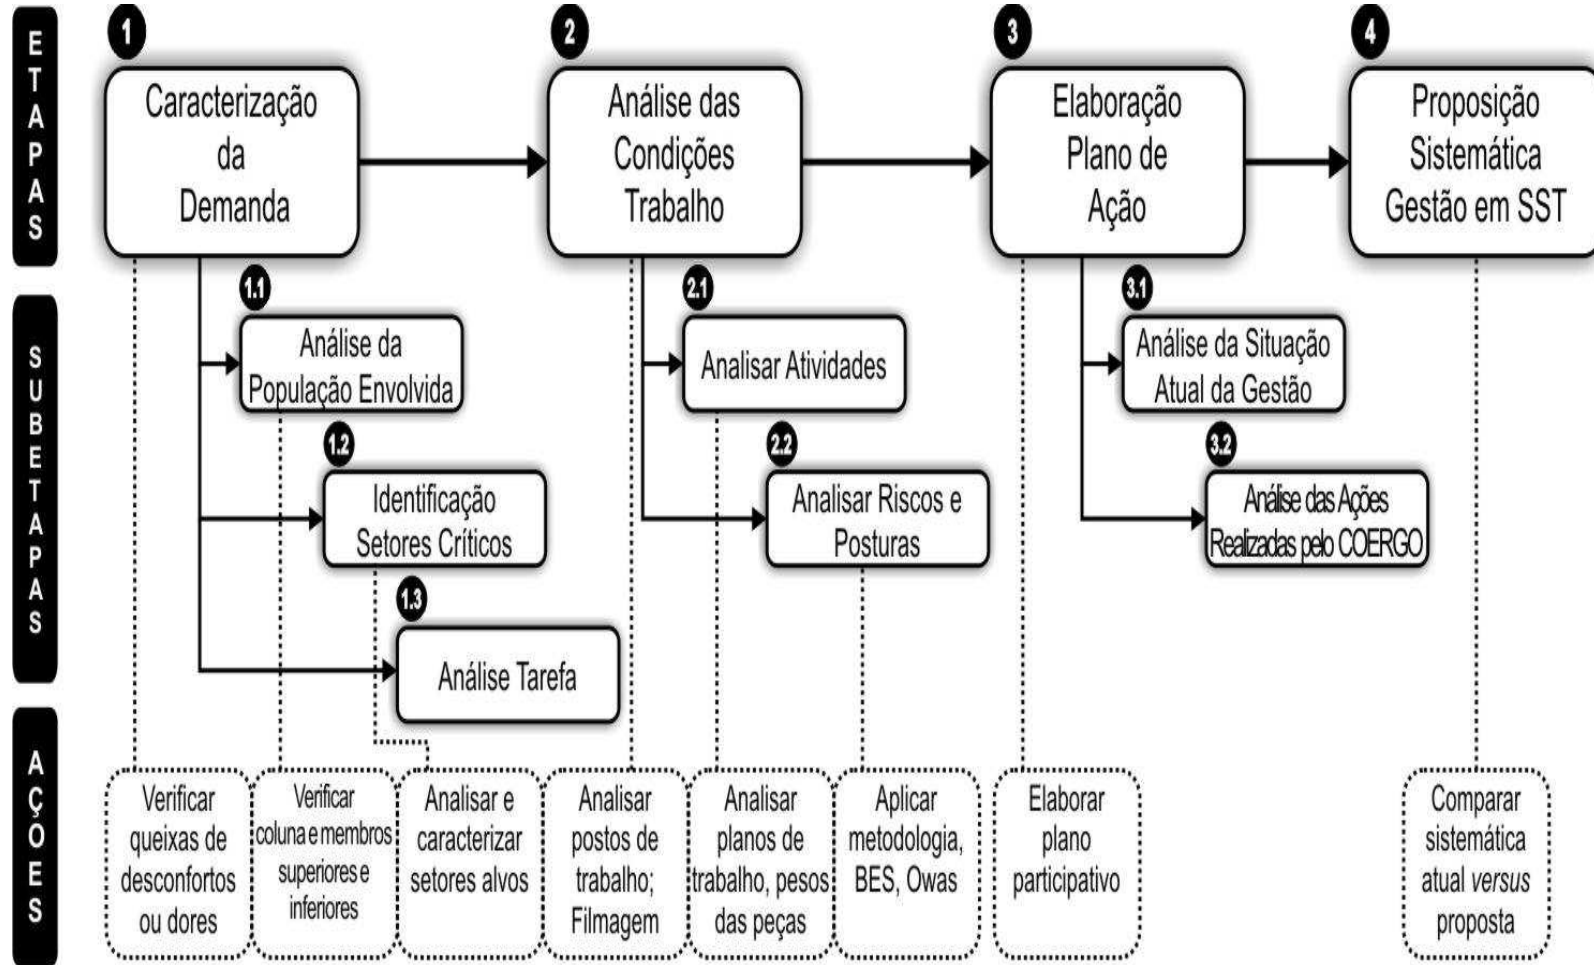 ETAPAS
1
Caracterização
da
Demanda
2
Análise das
Condições
Trabalho
3
Elaboração
Plano de
Ação
4
Proposição
Sistemática
Gestão em SST
SUBETAPAS
1.1
Análise da
População Envolvida
1.2
Identificação
Setores Críticos
1.3
Análise Tarefa
2.1
Analisar Atividades
2.2
Analisar Riscos e
Posturas
3.1
Análise da Situação
Atual da Gestão
3.2
Análise das Ações
Realizadas pelo COERGO
AÇOES
Verificar
queixas de
desconfortos
ou dores
Verificar
coluna e membros
superiores e
inferiores
Analisar e
caracterizar
setores alvos
Analisar
postos de
trabalho;
Filmagem
Analisar
planos de
trabalho, pesos
das peças
Aplicar
metodologia,
BES, Owas
Elaborar
plano
participativo
Comparar
sistemática
atual versus
proposta